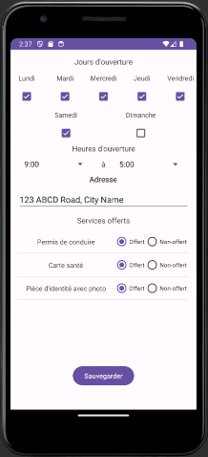 2:37
Jours d'ouverture
Lundi Mardi Mercredi Jeudi Vendredi
Samedi Dimanche
Heures d'ouverture
9:00 à 5:00
Adresse
123 ABCD Road, City Name
Services offerts
Permis de conduire Offert Non-offert
Carte santé Offert Non-offert
Pièce d'identité avec photo Offert Non-offert
Sauvegarder